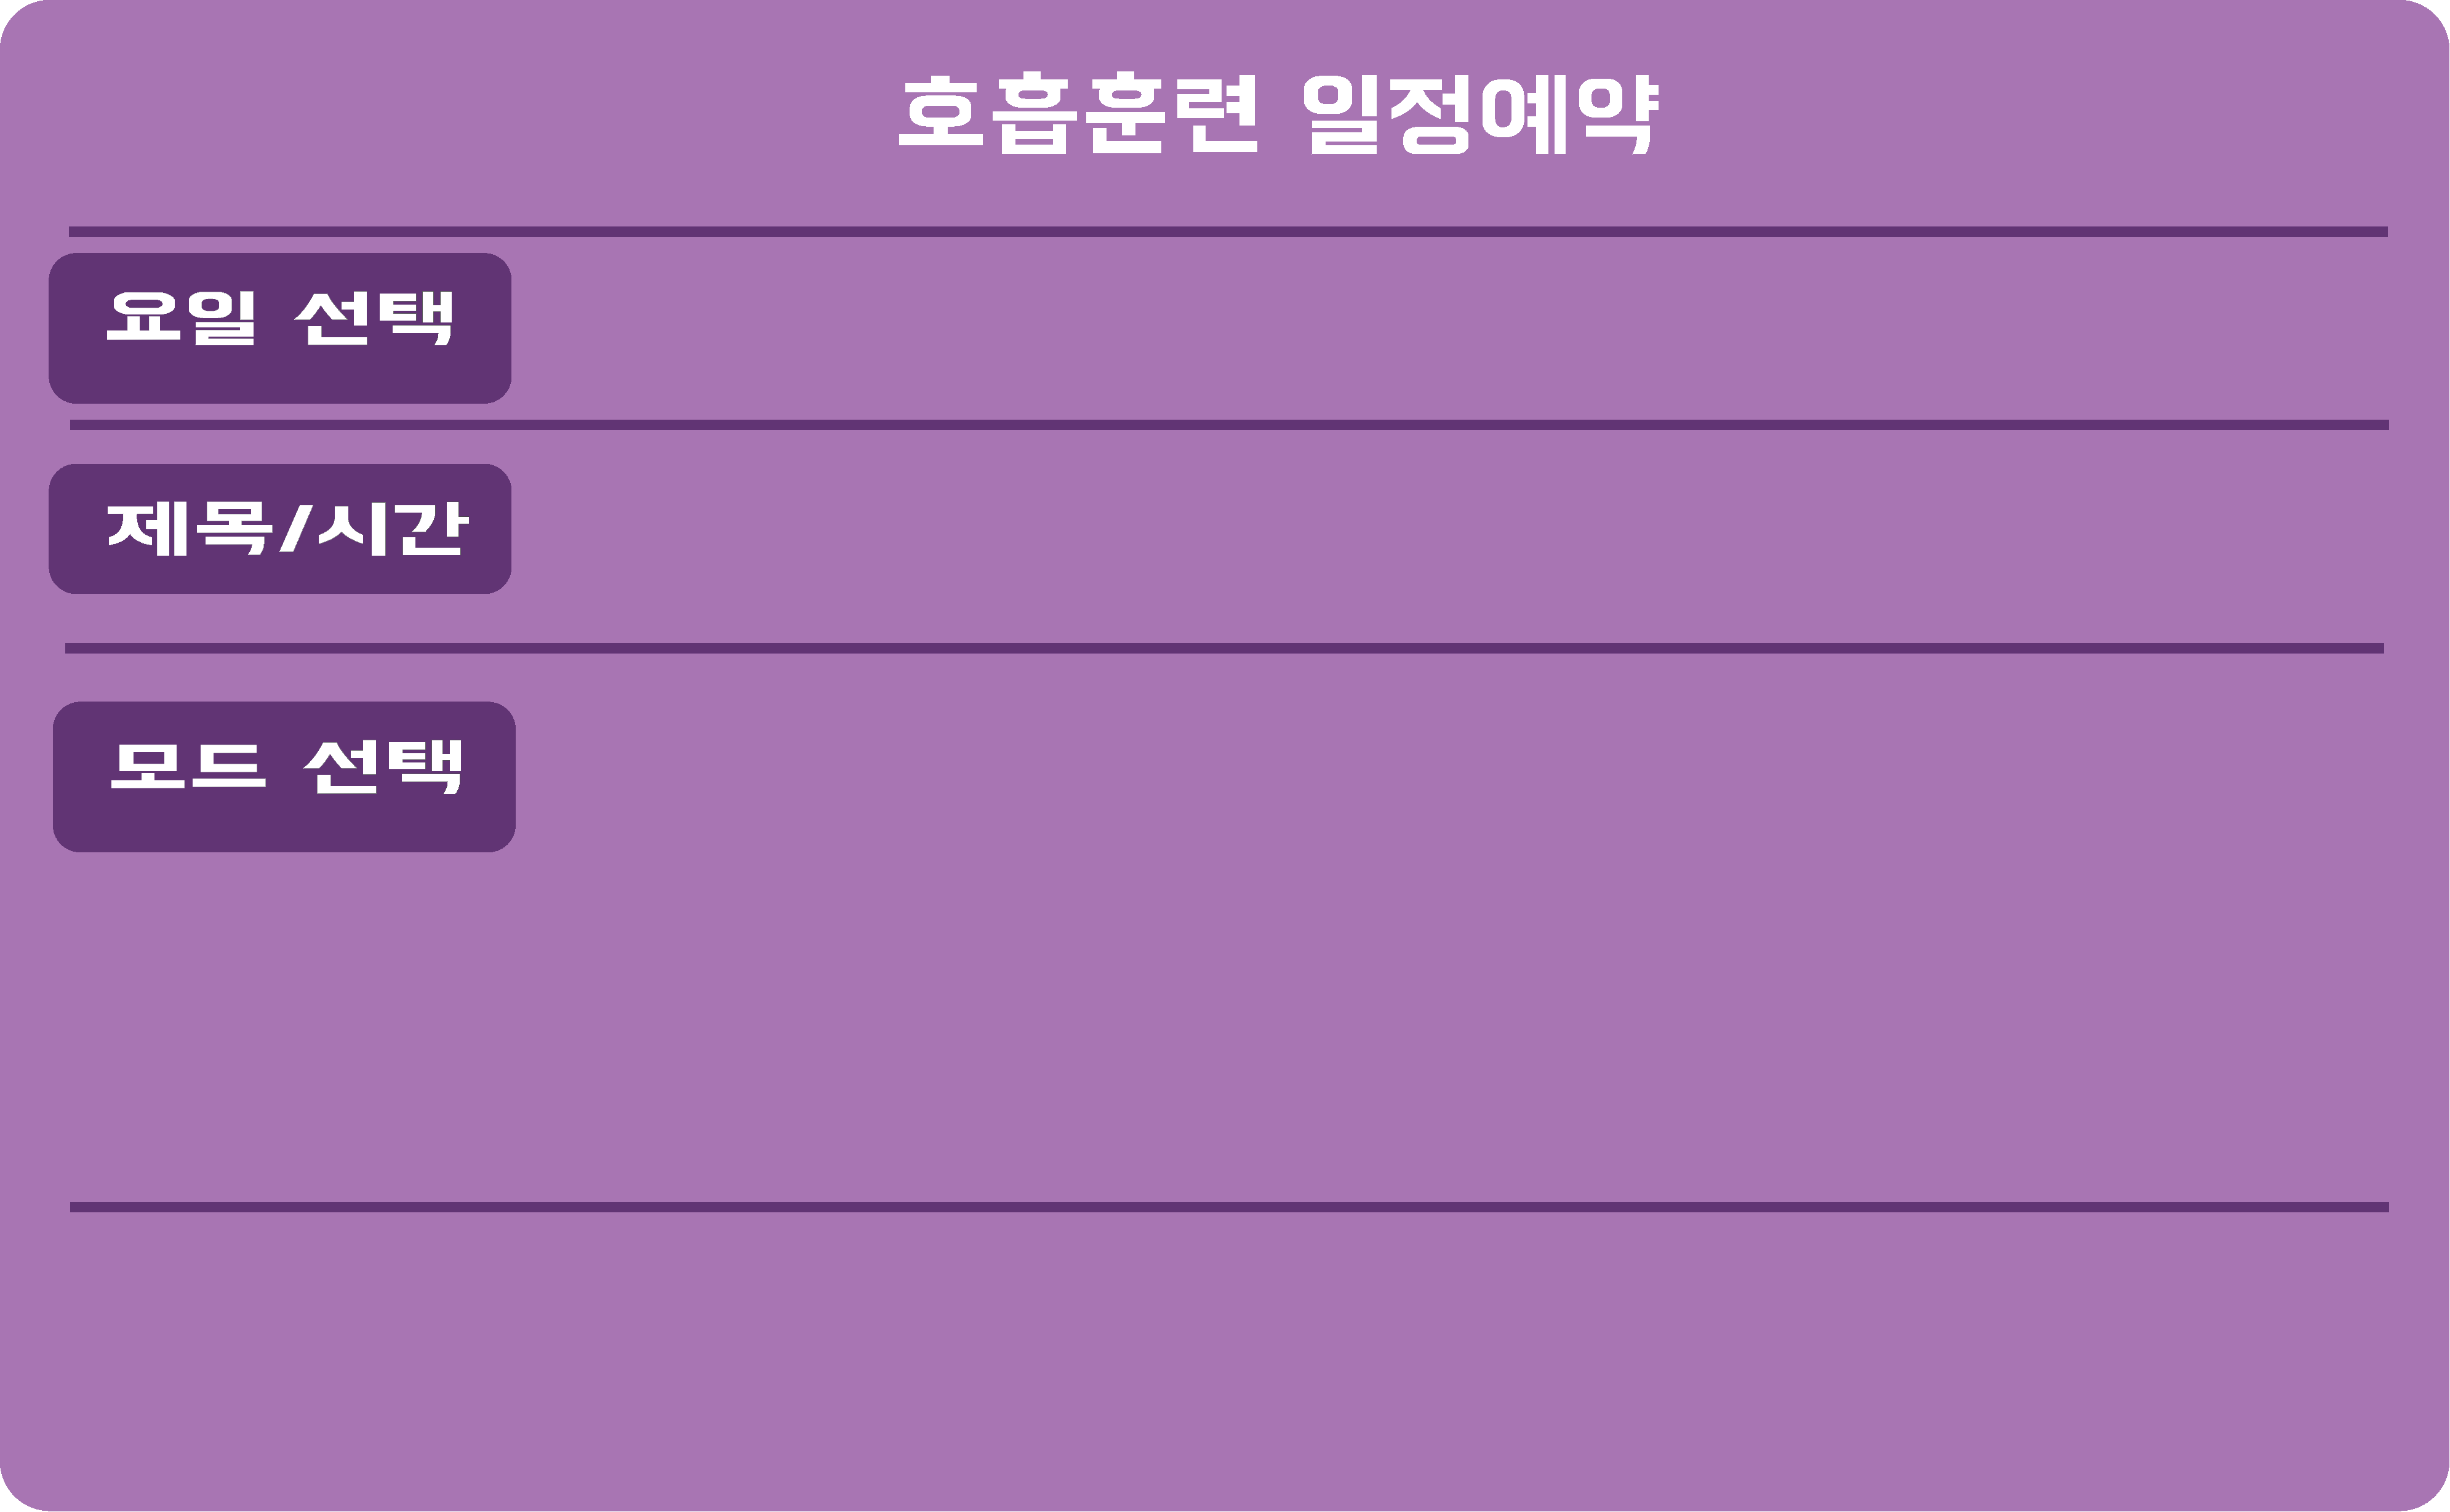 호흡훈련 일정예약
요일 선택
제목/시간
모드 선택